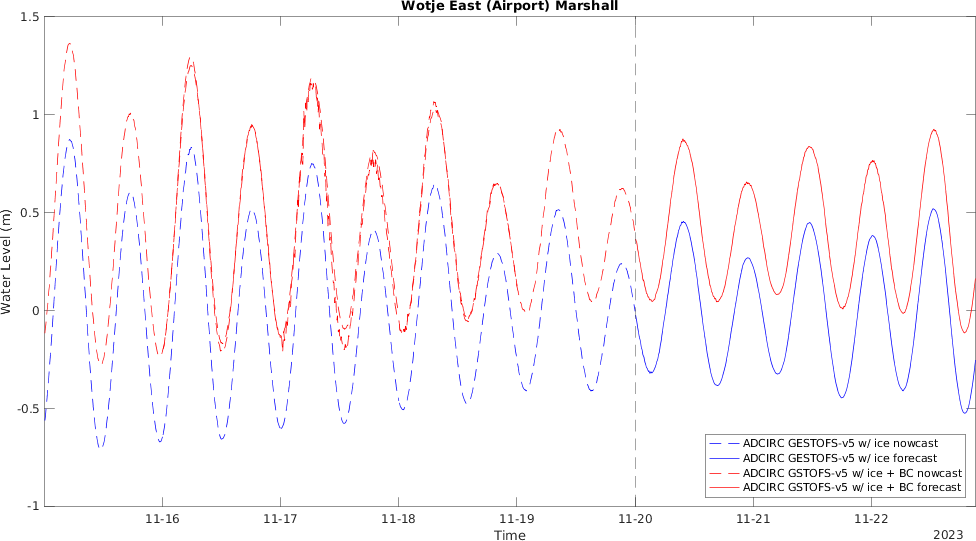 Wotje East (Airport) Marshall
1.5
1
0.5
0
-0.5
-1
Water Level (m)
11-16
11-17
11-18
11-19
11-20
11-21
11-22
Time
2023
ADCIRC GESTOFS-v5 w/ ice nowcast
ADCIRC GESTOFS-v5 w/ ice forecast
ADCIRC GSTOFS-v5 w/ ice + BC nowcast
ADCIRC GSTOFS-v5 w/ ice + BC forecast